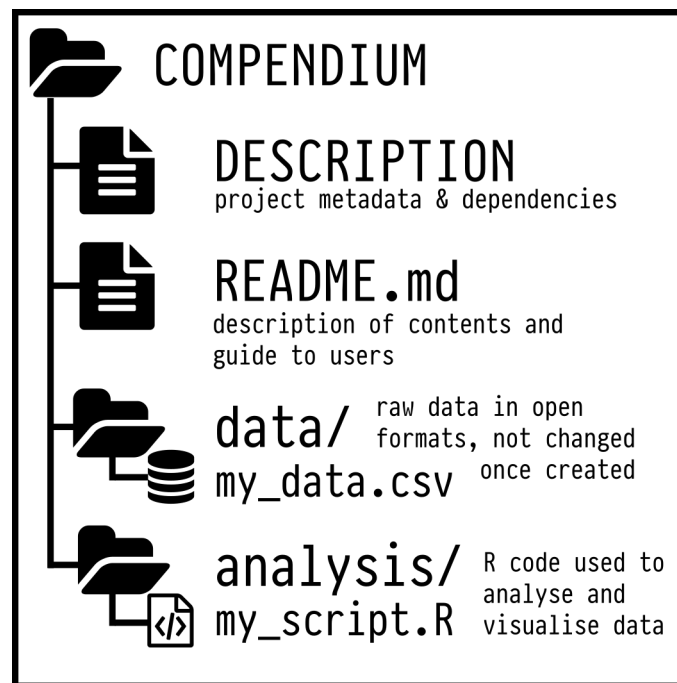 COMPENDIUM
DESCRIPTION
project metadata & dependencies
README.md
description of contents and
guide to users
data/
raw data in open
formats, not changed
once created
my_data.csv
analysis/
my_script.R
R code used to
analyse and
visualise data
</>